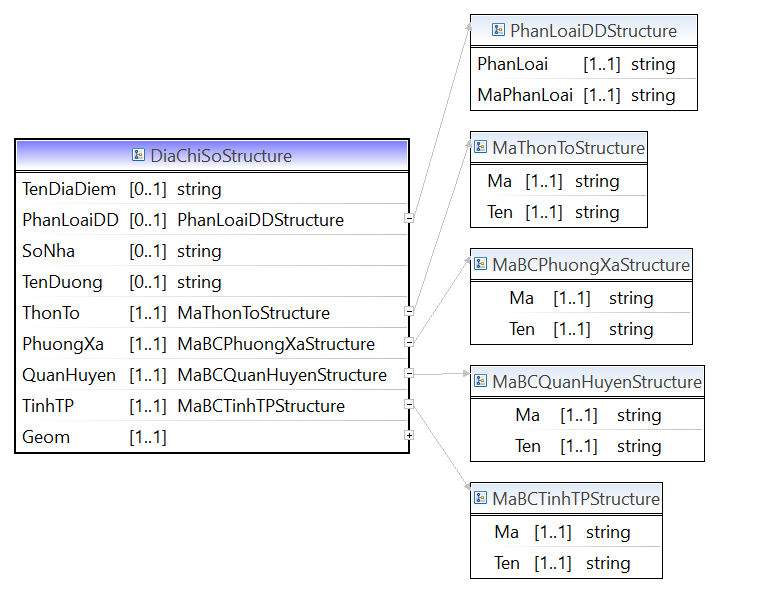 DiaChiSoStructure
TenDiaDiem [0..1] string
PhanLoaiDD [0..1] PhanLoaiDDStructure
SoNha [0..1] string
TenDuong [0..1] string
ThonTo [1..1] MaThonToStructure
PhuongXa [1..1] MaBCPhuongXaStructure
QuanHuyen [1..1] MaBCQuanHuyenStructure
TinhTP [1..1] MaBCTinhTPStructure
Geom [1..1]
PhanLoaiDDStructure
PhanLoai [1..1] string
MaPhanLoai [1..1] string
MaThonToStructure
Ma [1..1] string
Ten [1..1] string
MaBCPhuongXaStructure
Ma [1..1] string
Ten [1..1] string
MaBCQuanHuyenStructure
Ma [1..1] string
Ten [1..1] string
MaBCTinhTPStructure
Ma [1..1] string
Ten [1..1] string